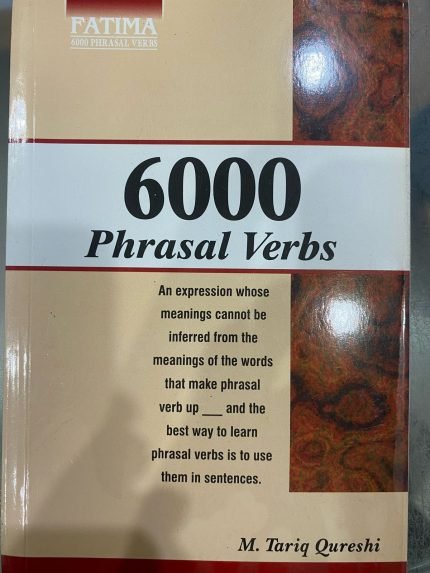 FATIMA
6000 PHRASAL VERBS
6000
Phrasal Verbs
An expression whose
meanings cannot be
inferred from the
meanings of the words
that make phrasal
verb up ___ and the
best way to learn
phrasal verbs is to use
them in sentences.
M. Tariq Qureshi